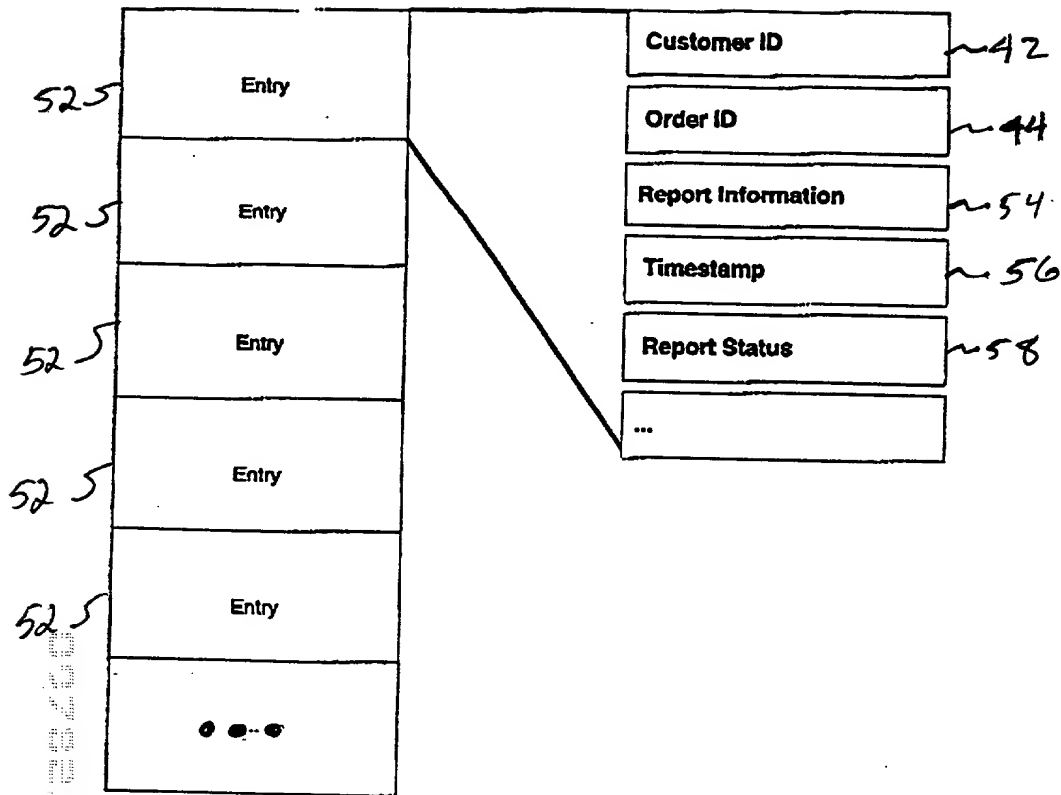 Customer ID
42
52
Entry
Order ID
44
52
Entry
Report Information
54
Timestamp
56
52
Entry
Report Status
58
...
52
Entry
52
Entry